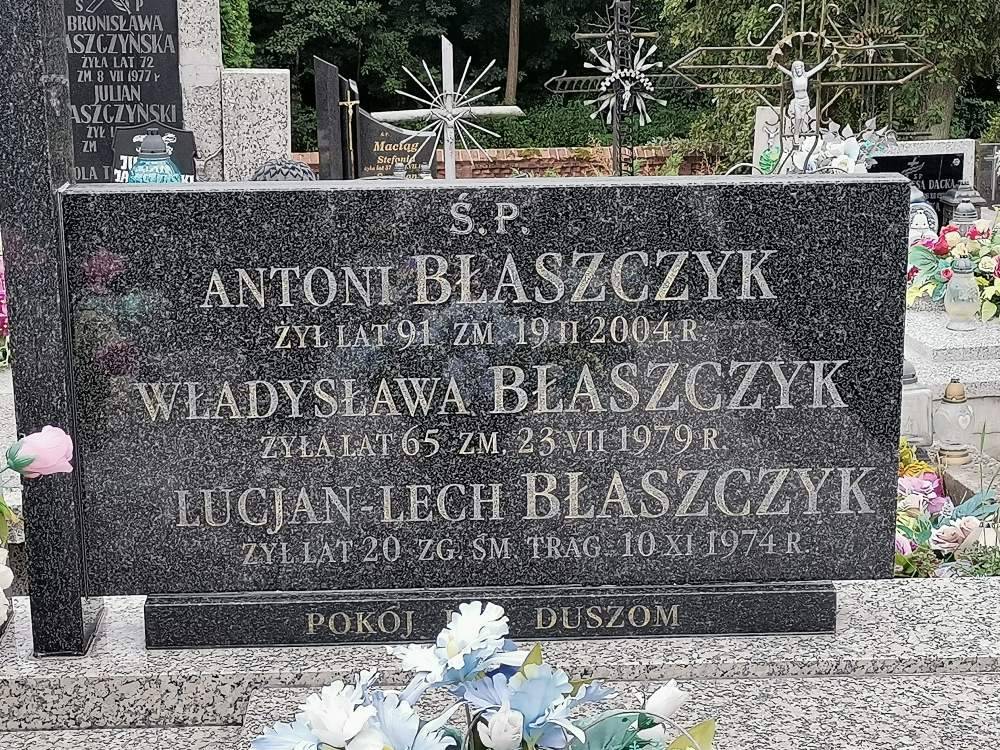 Ś P
BRONISŁAWA
ASZCZYŃSKA
ŻYŁA LAT 72
ZM 8 VII 1977 r
JULIAN
ASZCZYŃSKI
Maciąg
Stefania
DACKA
Ś.P.
ANTONI BŁASZCZYK
ŻYŁ LAT 91 ZM. 19 II 2004 R.
WŁADYSŁAWA BŁASZCZYK
ŻYŁA LAT 65 ZM. 23 VII 1979 R.
LUCJAN-LECH BŁASZCZYK
ŻYŁ LAT 20 ZG. ŚM. TRAG. 10 XI 1974 R.
POKÓJ DUSZOM